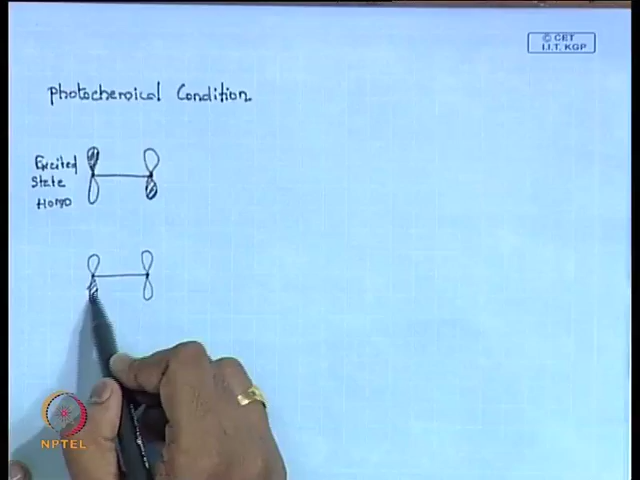 © CET
I.I.T. KGP
Photochemical Condition
Excited
State
HOMO
NPTEL